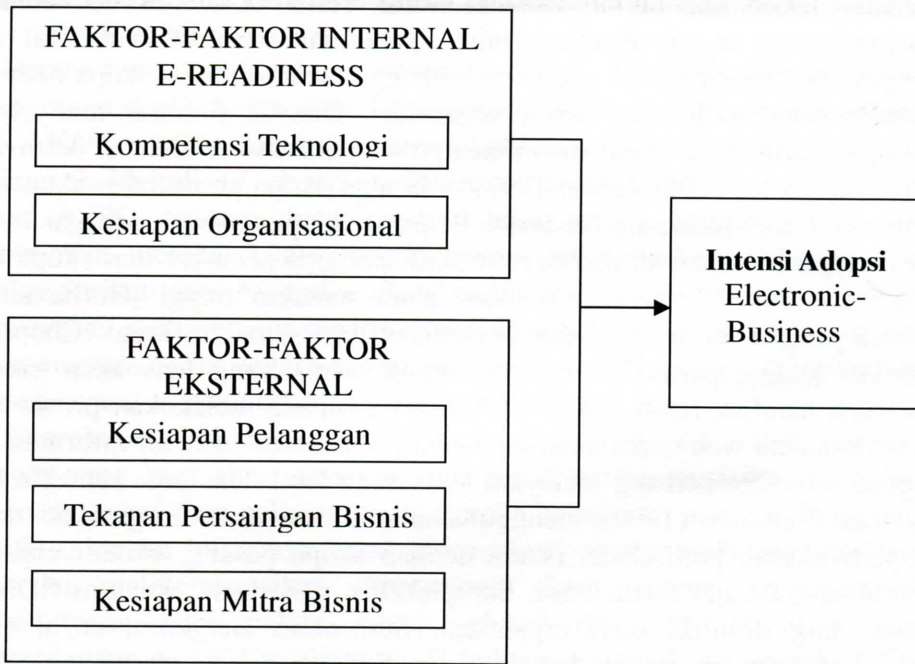 FAKTOR-FAKTOR INTERNAL
E-READINESS
Kompetensi Teknologi
Kesiapan Organisasional
FAKTOR-FAKTOR
EKSTERNAL
Kesiapan Pelanggan
Tekanan Persaingan Bisnis
Kesiapan Mitra Bisnis
Intensi Adopsi
Electronic-
Business